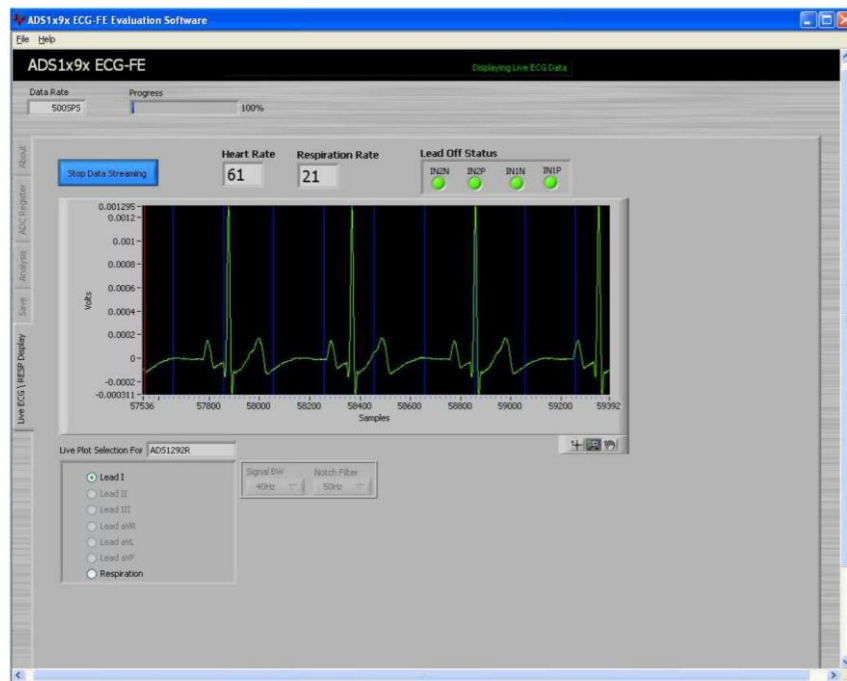 ADS1x9x ECG-FE Evaluation Software
File Help
ADS1x9x ECG-FE
Displaying Live ECG Data
Data Rate
Progress
500SPS
100%
About
ADC Register
Analysis
Save
Live ECG \ RESP Display
Stop Data Streaming
Heart Rate
61
Respiration Rate
21
Lead Off Status
IN2N IN2P IN1N IN1P
Volts
0.001295
0.0012
0.001
0.0008
0.0006
0.0004
0.0002
0
-0.0002
-0.000311
57536 57800 58000 58200 58400 58600 58800 59000 59200 59392
Samples
Live Plot Selection For ADS1292R
Lead I
Lead II
Lead III
Lead aVR
Lead aVL
Lead aVF
Respiration
Signal BW
40Hz
Notch Filter
50Hz